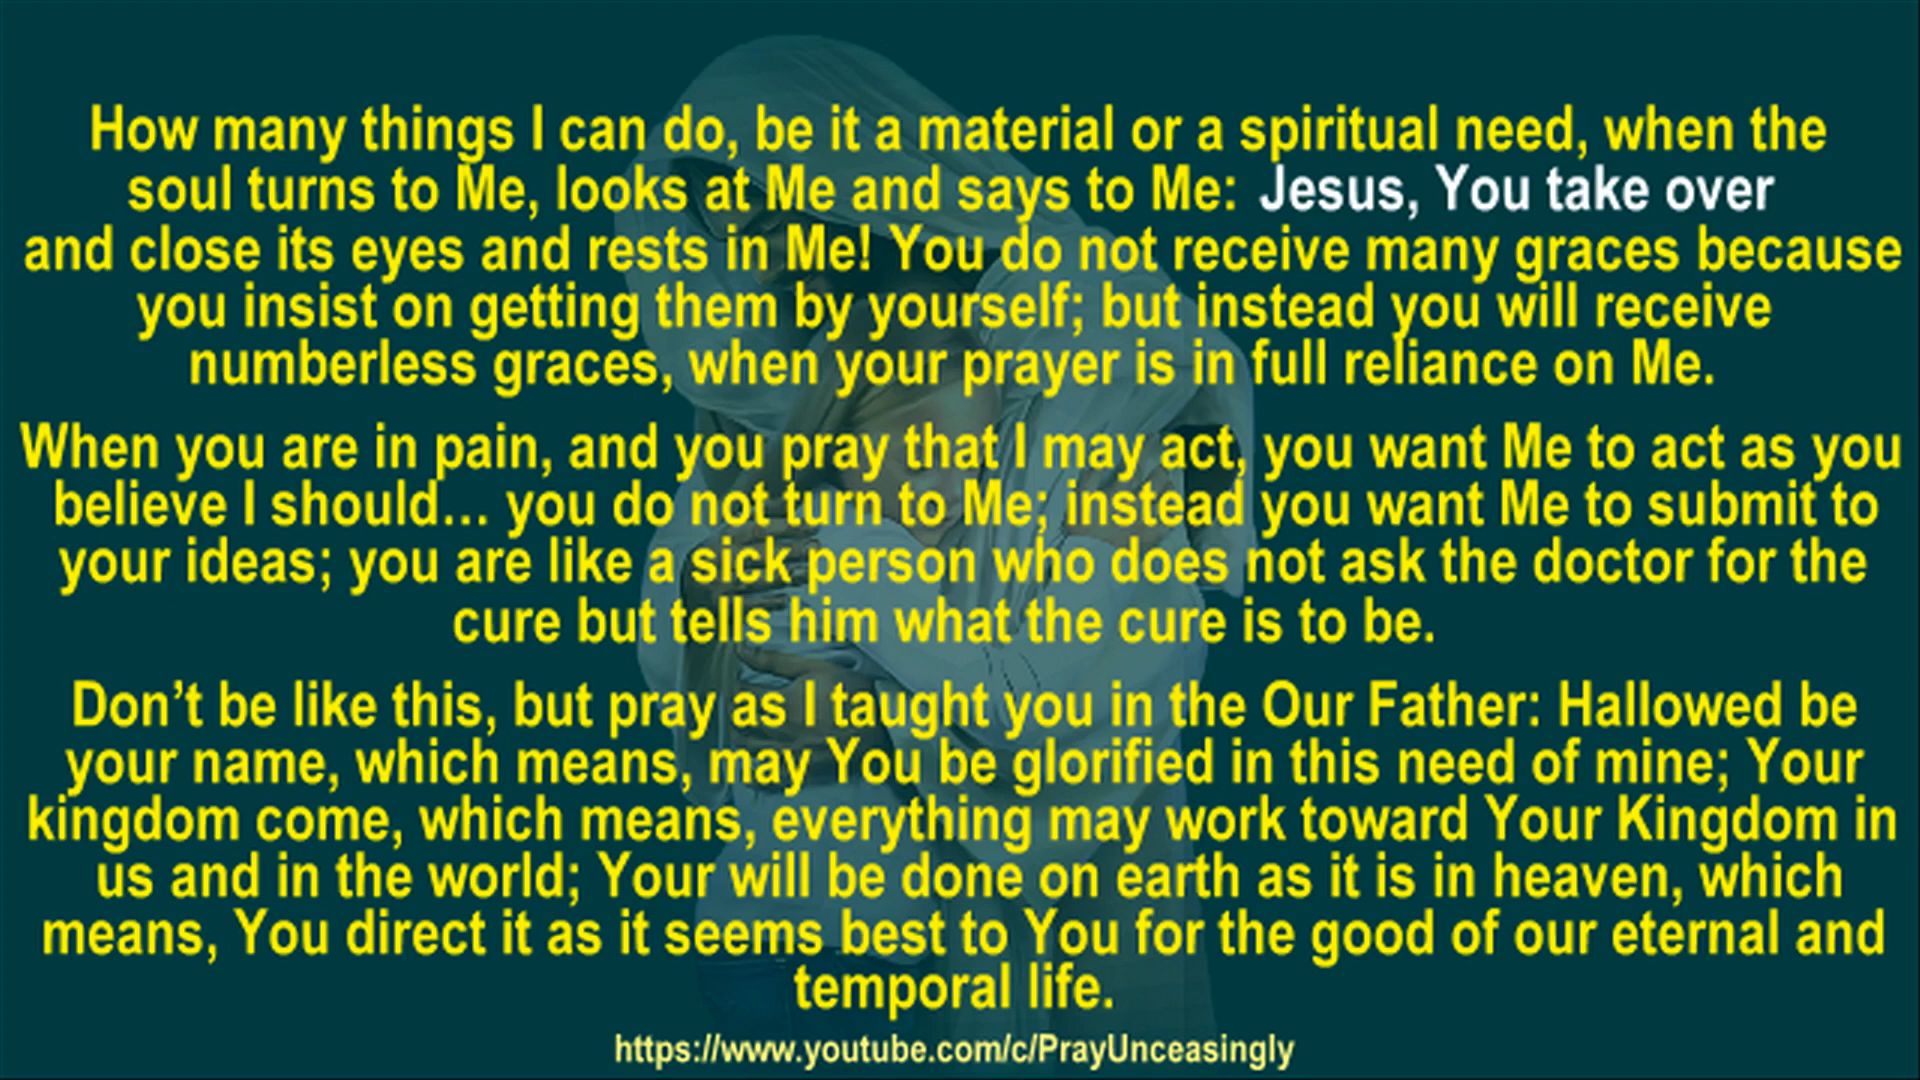 How many things I can do, be it a material or a spiritual need, when the
soul turns to Me, looks at Me and says to Me: Jesus, You take over
and close its eyes and rests in Me! You do not receive many graces because
you insist on getting them by yourself; but instead you will receive
numberless graces, when your prayer is in full reliance on Me.
When you are in pain, and you pray that I may act, you want Me to act as you
believe I should... you do not turn to Me; instead you want Me to submit to
your ideas; you are like a sick person who does not ask the doctor for the
cure but tells him what the cure is to be.
Don’t be like this, but pray as I taught you in the Our Father: Hallowed be
your name, which means, may You be glorified in this need of mine; Your
kingdom come, which means, everything may work toward Your Kingdom in
us and in the world; Your will be done on earth as it is in heaven, which
means, You direct it as it seems best to You for the good of our eternal and
temporal life.
https://www.youtube.com/c/PrayUnceasingly